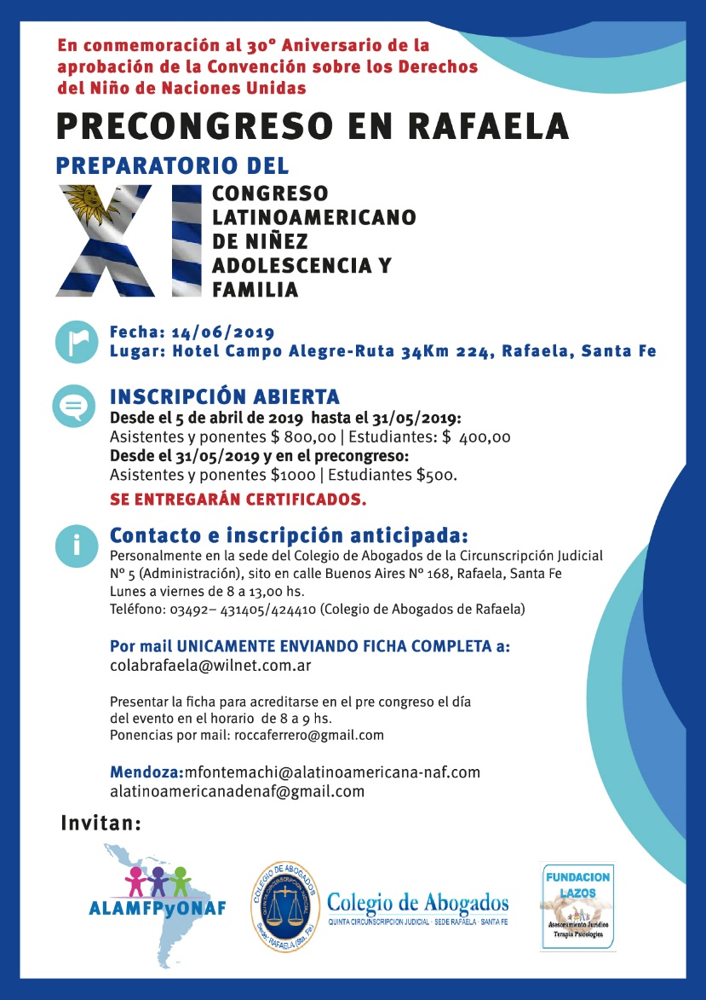 En conmemoración al 30° Aniversario de la
aprobación de la Convención sobre los Derechos
del Niño de Naciones Unidas
PRECONGRESO EN RAFAELA
PREPARATORIO DEL
XI
CONGRESO
LATINOAMERICANO
DE NIÑEZ
ADOLESCENCIA Y
FAMILIA
Fecha: 14/06/2019
Lugar: Hotel Campo Alegre-Ruta 34Km 224, Rafaela, Santa Fe
INSCRIPCIÓN ABIERTA
Desde el 5 de abril de 2019 hasta el 31/05/2019:
Asistentes y ponentes $ 800,00 | Estudiantes: $ 400,00
Desde el 31/05/2019 y en el precongreso:
Asistentes y ponentes $1000 | Estudiantes $500.
SE ENTREGARÁN CERTIFICADOS.
i
Contacto e inscripción anticipada:
Personalmente en la sede del Colegio de Abogados de la Circunscripción Judicial
N° 5 (Administración), sito en calle Buenos Aires N° 168, Rafaela, Santa Fe
Lunes a viernes de 8 a 13,00 hs.
Teléfono: 03492– 431405/424410 (Colegio de Abogados de Rafaela)
Por mail UNICAMENTE ENVIANDO FICHA COMPLETA a:
colabrafaela@wilnet.com.ar
Presentar la ficha para acreditarse en el pre congreso el día
del evento en el horario de 8 a 9 hs.
Ponencias por mail: roccaferrero@gmail.com
Mendoza:mfontemachi@alatinoamericana-naf.com
alatinoamericanadenaf@gmail.com
Invitan:
ALAMFPyONAF
COLEGIO DE ABOGADOS
QUINTA CIRCUNSCRIPCION JUDICIAL
Sede: RAFAELA (Sta. Fe)
Colegio de Abogados
QUINTA CIRCUNSCRIPCION JUDICIAL - SEDE RAFAELA - SANTA FE
FUNDACION
LAZOS
Asesoramiento Jurídico
Terapia Psicologica